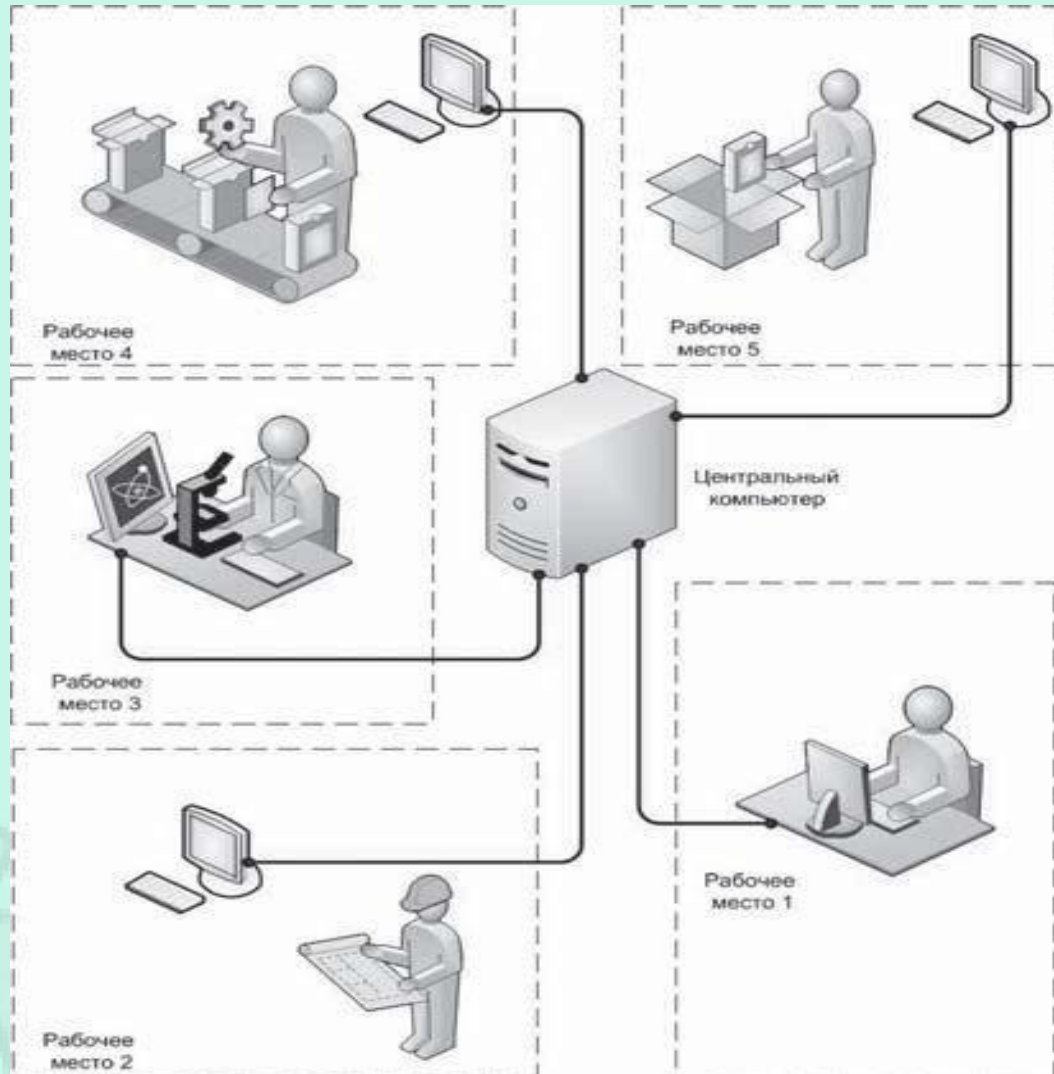 Рабочее
место 4
Рабочее
место 5
Центральный
компьютер
Рабочее
место 3
Рабочее
место 1
Рабочее
место 2